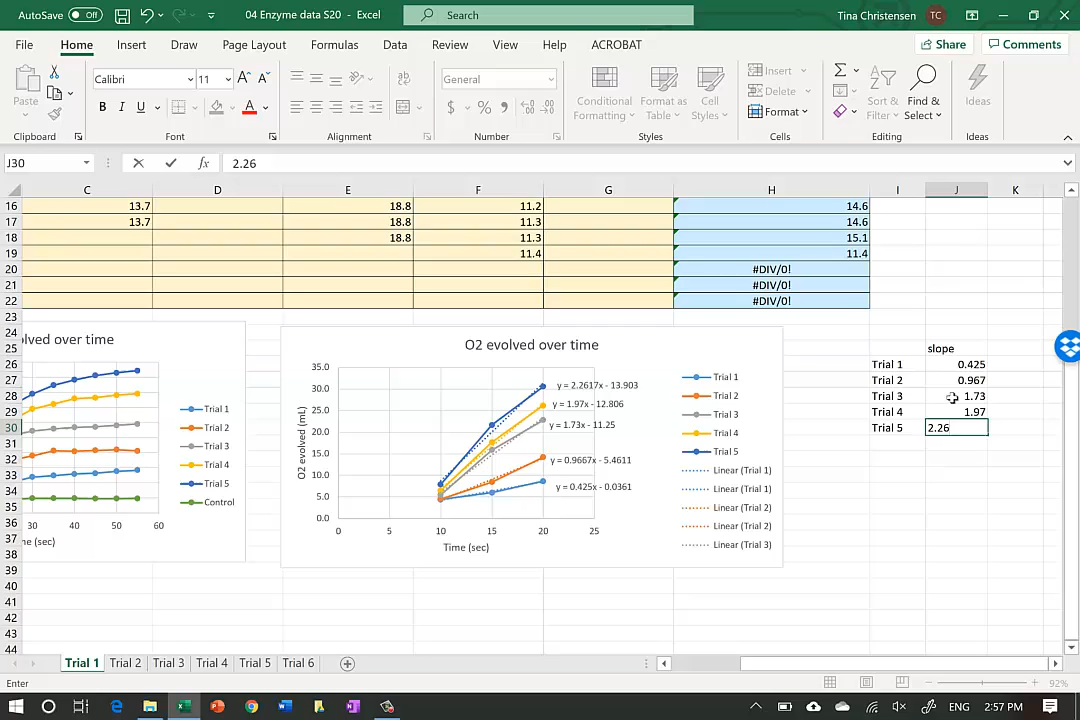 AutoSave Off 04 Enzyme data S20 - Excel Search Tina Christensen TC
File Home Insert Draw Page Layout Formulas Data Review View Help ACROBAT Share Comments
Paste Calibri 11 B I U A General $ % Conditional Formatting Format as Table Cell Styles Insert Delete Format Sort & Filter Find & Select Ideas
Clipboard Font Alignment Number Styles Cells Editing Ideas
J30 fx 2.26
C D E F G H I J K
16 13.7 18.8 11.2 14.6
17 13.7 18.8 11.3 14.6
18 18.8 11.3 15.1
19 11.4 11.4
20 #DIV/0!
21 #DIV/0!
22 #DIV/0!
23
24
25 slope
26 Trial 1 0.425
27 Trial 2 0.967
28 Trial 3 1.73
29 Trial 4 1.97
30 Trial 5 2.26
31
32
33
34
35
36
37
38
39
40
41
42
43
44
olved over time
Trial 1
Trial 2
Trial 3
Trial 4
Trial 5
Control
30 40 50 60
ne (sec)
O2 evolved over time
O2 evolved (mL)
35.0
30.0
25.0
20.0
15.0
10.0
5.0
0.0
y = 2.2617x - 13.903
y = 1.97x - 12.806
y = 1.73x - 11.25
y = 0.9667x - 5.4611
y = 0.425x - 0.0361
0 5 10 15 20 25
Time (sec)
Trial 1
Trial 2
Trial 3
Trial 4
Trial 5
Linear (Trial 1)
Linear (Trial 1)
Linear (Trial 2)
Linear (Trial 2)
Linear (Trial 3)
Trial 1 Trial 2 Trial 3 Trial 4 Trial 5 Trial 6
Enter 92%
ENG 2:57 PM